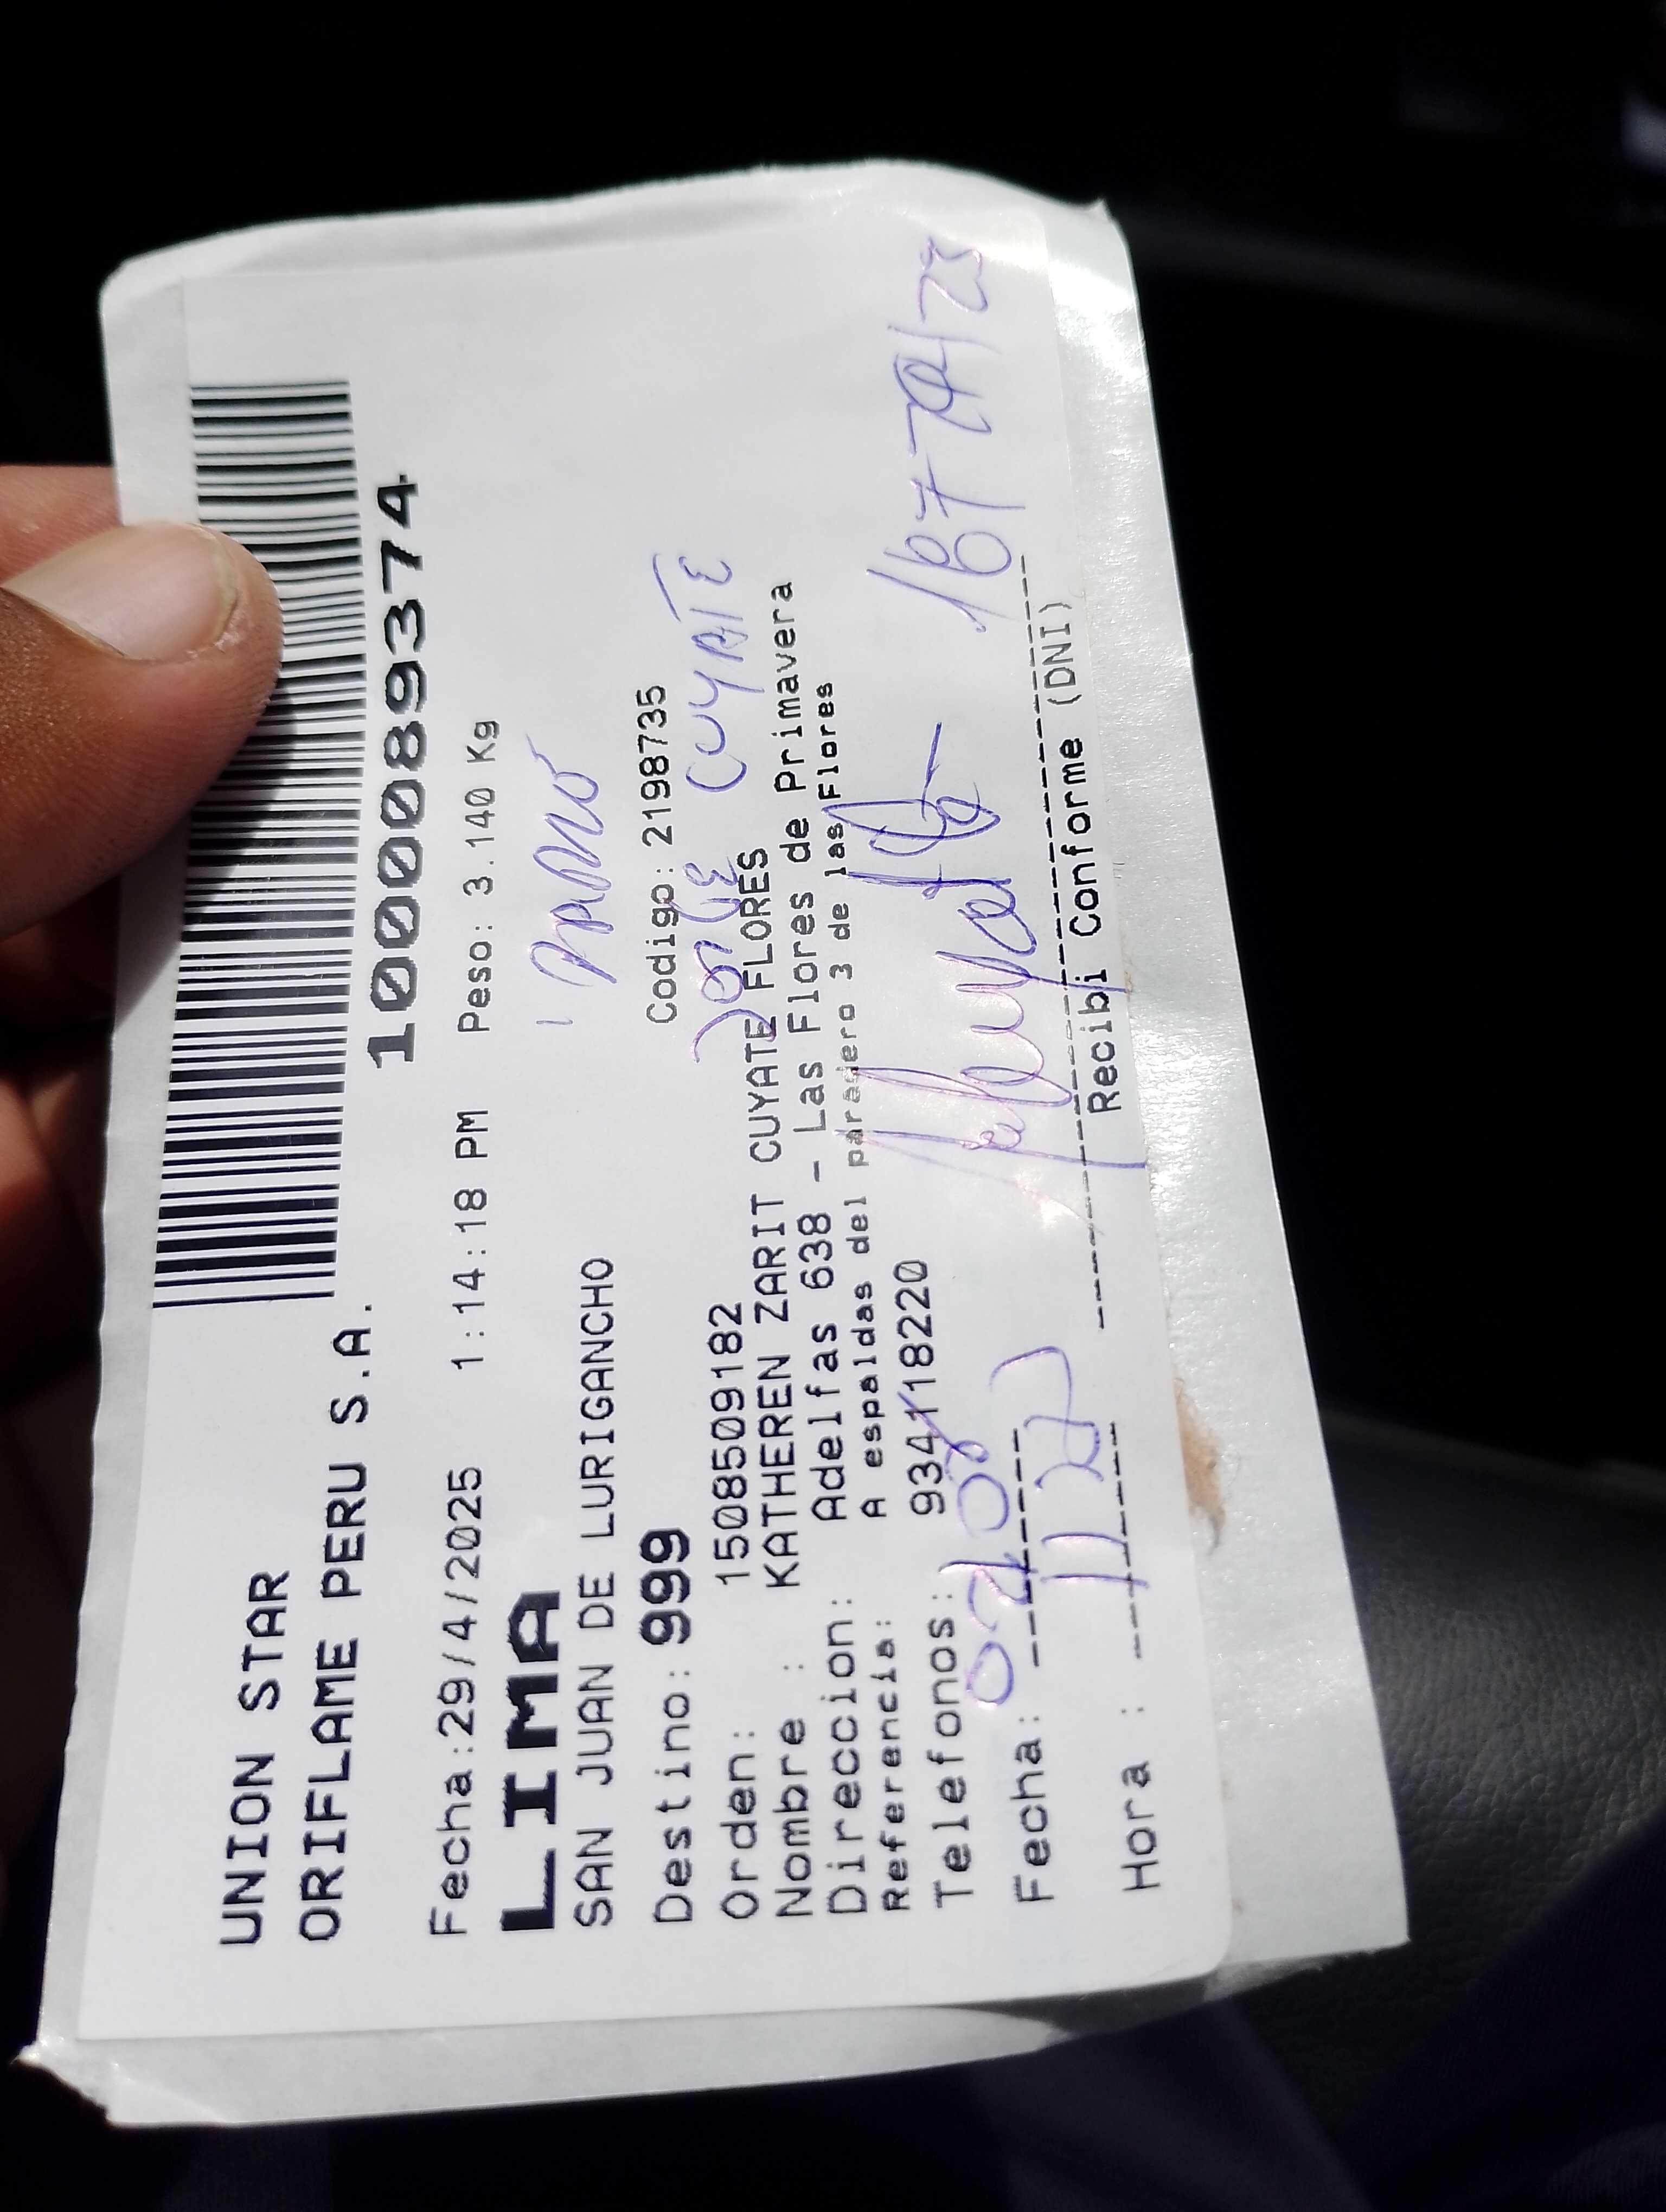 UNION STAR
ORIFLAME PERU S.A.
10008089374
Fecha:29/4/2025 1:14:18 PM Peso: 3.140 Kg
LIMA
SAN JUAN DE LURIGANCHO
Destino: 999 Codigo: 2198735
JORGE CUYATE
Orden: 1508509182
Nombre : KATHEREN ZARIT CUYATE FLORES
Direccion: Adelfas 638 - Las Flores de Primavera
Referencia: A espaldas del paradero 3 de las Flores
Telefonos: 934118220
Fecha:
Hora : 1122
Recibi Conforme (DNI)